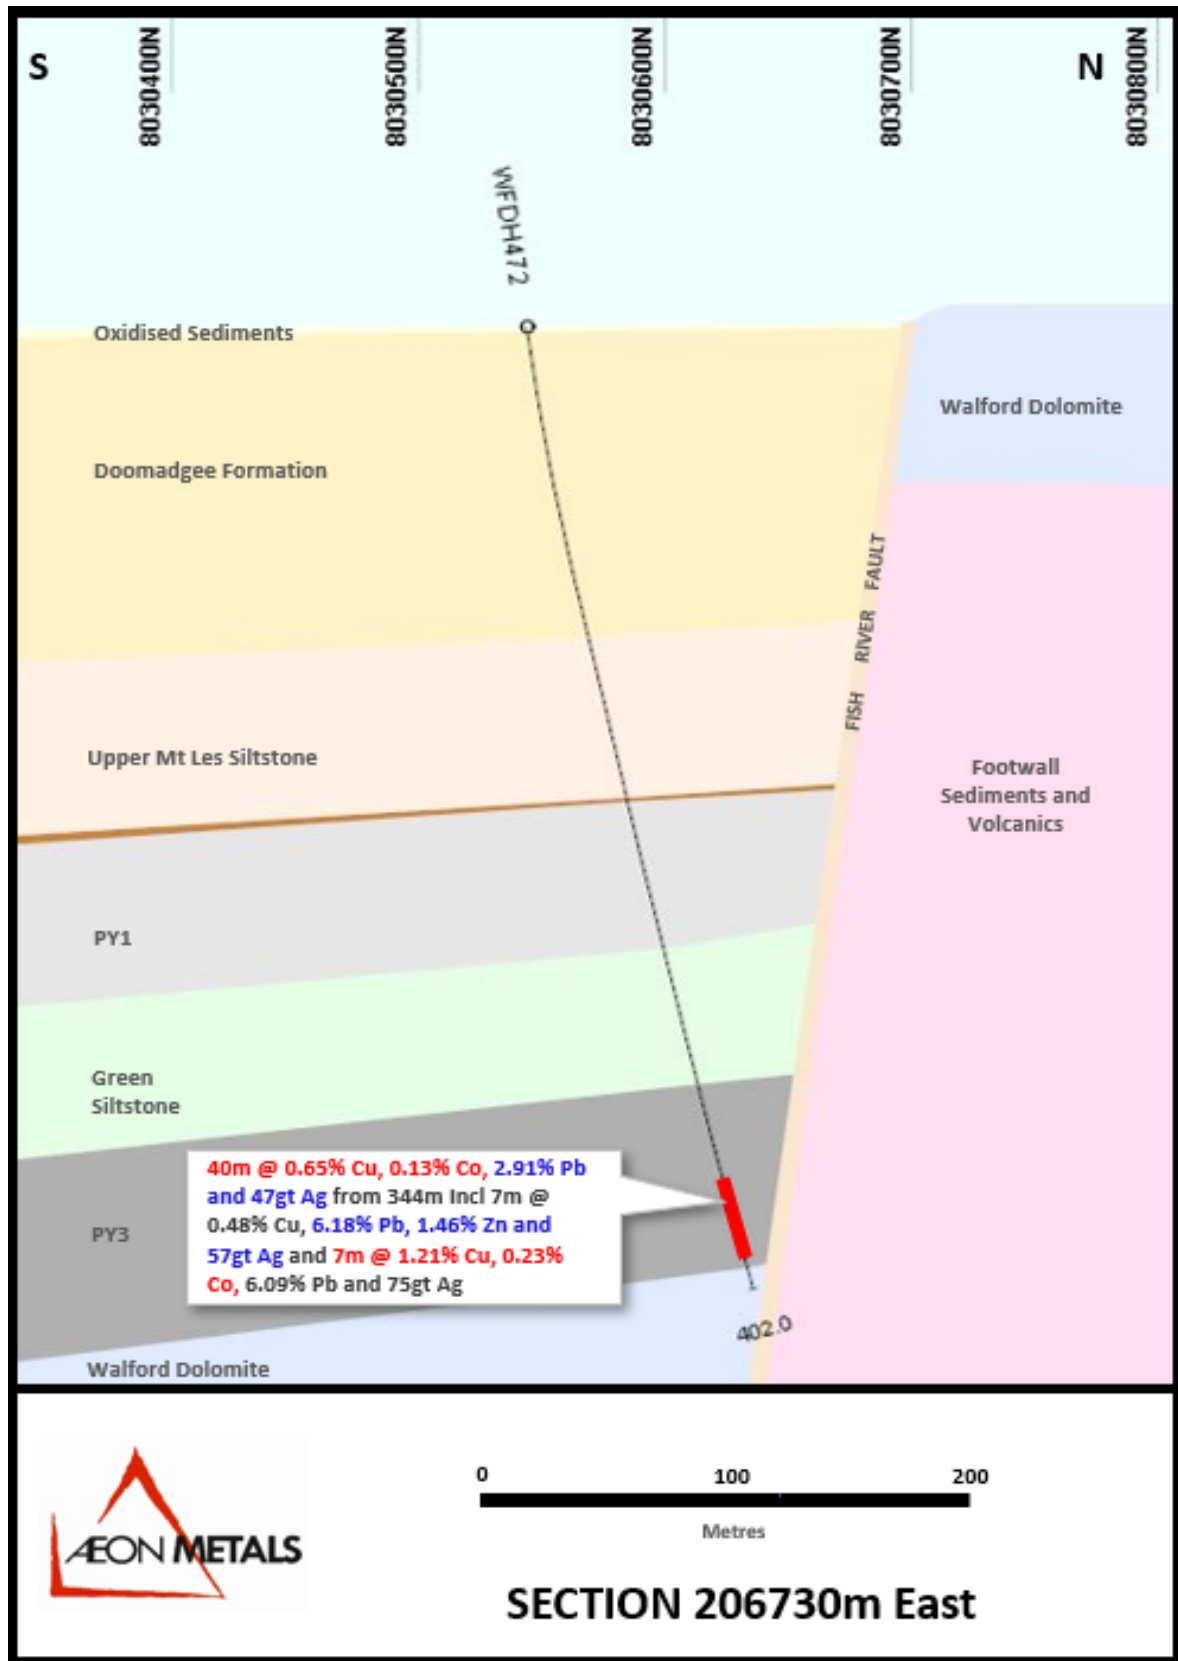 S
N
8030400N
8030500N
8030600N
8030700N
8030800N
WFDH472
Oxidised Sediments
Walford Dolomite
Doomadgee Formation
FISH RIVER FAULT
Upper Mt Les Siltstone
Footwall
Sediments and
Volcanics
PY1
Green
Siltstone
40m @ 0.65% Cu, 0.13% Co, 2.91% Pb
and 47gt Ag from 344m Incl 7m @
0.48% Cu, 6.18% Pb, 1.46% Zn and
57gt Ag and 7m @ 1.21% Cu, 0.23%
Co, 6.09% Pb and 75gt Ag
PY3
402.0
Walford Dolomite
0 100 200
Metres
ÆON METALS
SECTION 206730m East